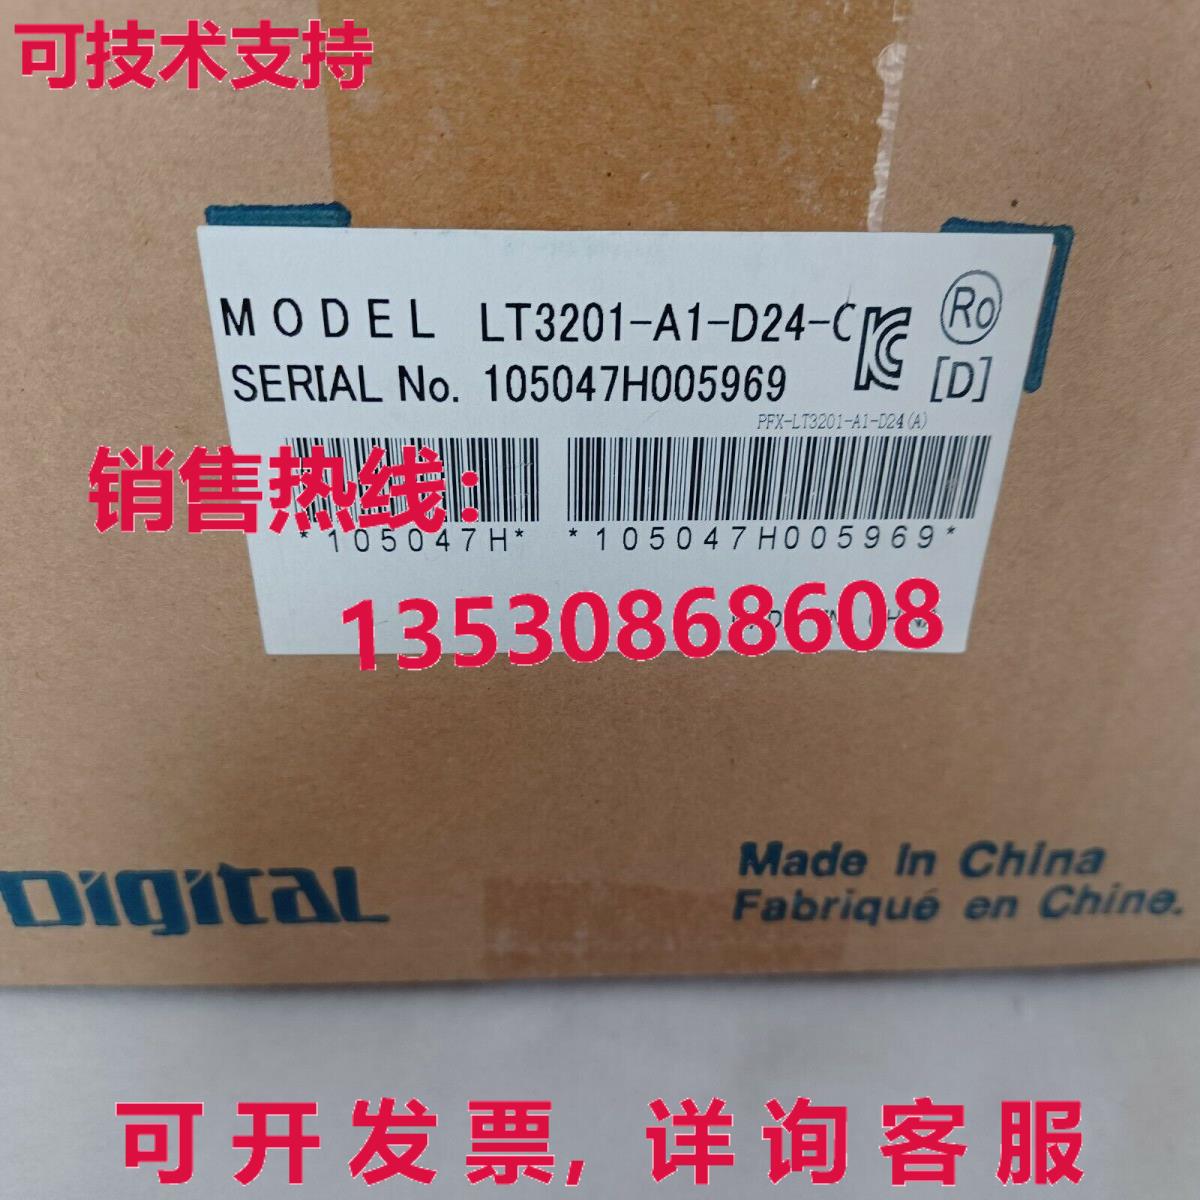 可技术支持
MODEL LT3201-A1-D24-C
Ro
SERIAL No. 105047H005969
[D]
PFX-LT3201-A1-D24(A)
销售热线:
*105047H* *105047H005969*
13530868608
Digital
Made in China
Fabriqué en Chine.
可开发票,详询客服